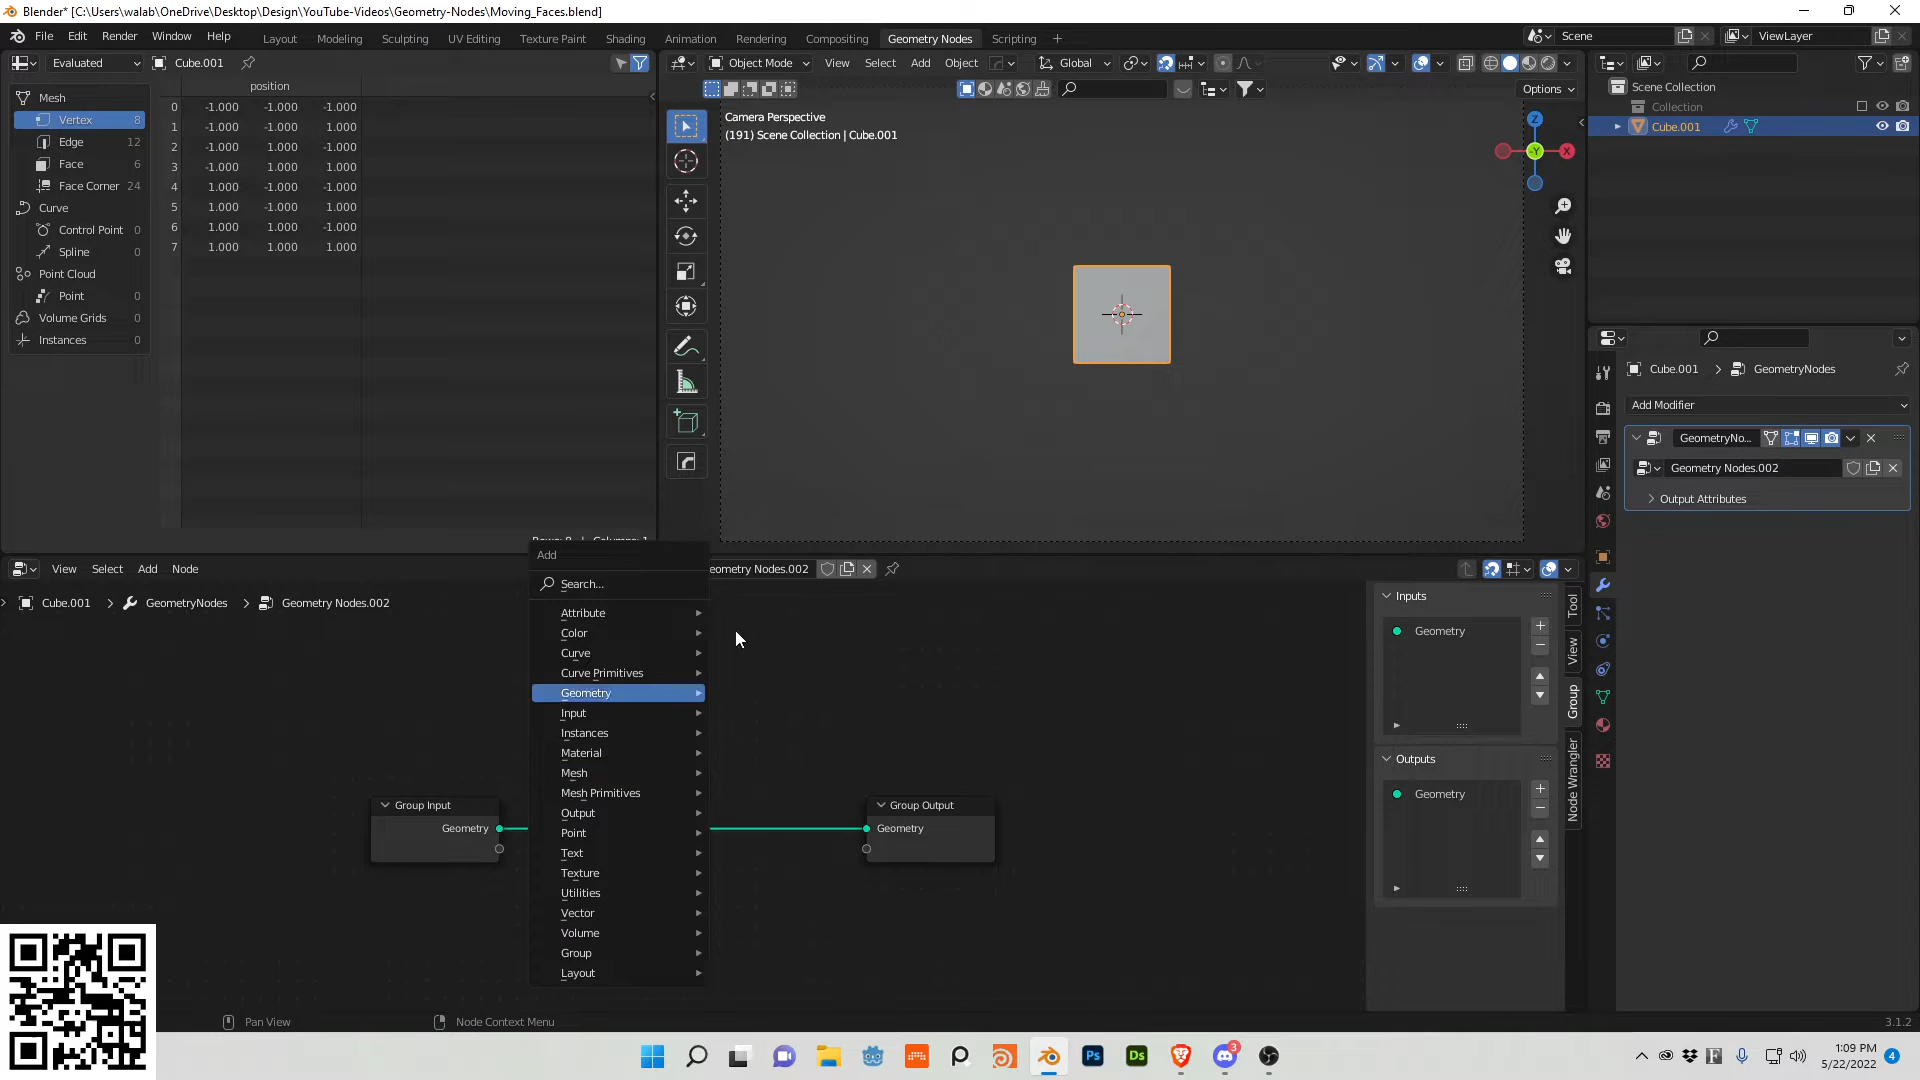 Blender* [C:\Users\walab\OneDrive\Desktop\Design\YouTube-Videos\Geometry-Nodes\Moving_Faces.blend]
File Edit Render Window Help
Layout Modeling Sculpting UV Editing Texture Paint Shading Animation Rendering Compositing Geometry Nodes Scripting +
Scene
ViewLayer
Evaluated
Cube.001
Object Mode View Select Add Object
Global
Options
position
Mesh
Vertex 8
Edge 12
Face 6
Face Corner 24
Curve
Control Point 0
Spline 0
Point Cloud
Point 0
Volume Grids 0
Instances 0
0 -1.000 -1.000 -1.000
1 -1.000 -1.000 1.000
2 -1.000 1.000 -1.000
3 -1.000 1.000 1.000
4 1.000 -1.000 -1.000
5 1.000 -1.000 1.000
6 1.000 1.000 -1.000
7 1.000 1.000 1.000
Camera Perspective
(191) Scene Collection | Cube.001
Z
-Y
X
Scene Collection
Collection
Cube.001
Cube.001 > GeometryNodes
Add Modifier
GeometryNo...
Geometry Nodes.002
Output Attributes
View Select Add Node
eometry Nodes.002
Cube.001 > GeometryNodes > Geometry Nodes.002
Add
Search...
Attribute
Color
Curve
Curve Primitives
Geometry
Input
Instances
Material
Mesh
Mesh Primitives
Output
Point
Text
Texture
Utilities
Vector
Volume
Group
Layout
Group Input
Geometry
Group Output
Geometry
Inputs
Geometry
Outputs
Geometry
Tool
View
Group
Node Wrangler
Pan View
Node Context Menu
3.1.2
Ps
Ds
3
1:09 PM
5/22/2022
4